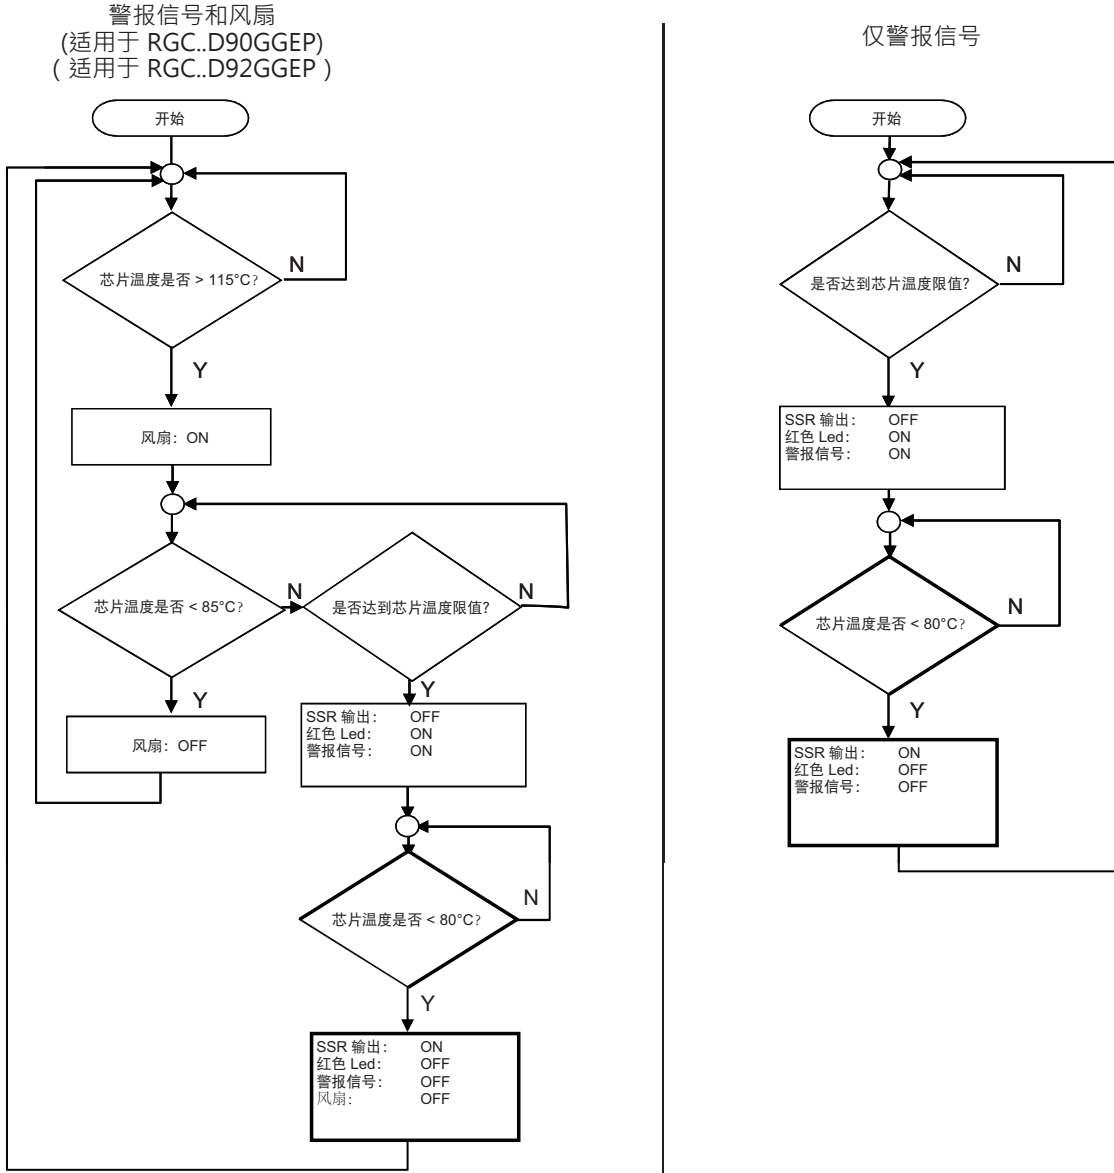 警报信号和风扇
(适用于 RGC..D90GGEP)
( 适用于 RGC..D92GGEP )
开始
芯片温度是否 > 115°C?
N
Y
风扇: ON
芯片温度是否 < 85°C?
N
是否达到芯片温度限值?
N
Y
风扇: OFF
Y
SSR 输出: OFF
红色 Led: ON
警报信号: ON
芯片温度是否 < 80°C?
N
Y
SSR 输出: ON
红色 Led: OFF
警报信号: OFF
风扇: OFF
仅警报信号
开始
是否达到芯片温度限值?
N
Y
SSR 输出: OFF
红色 Led: ON
警报信号: ON
芯片温度是否 < 80°C?
N
Y
SSR 输出: ON
红色 Led: OFF
警报信号: OFF